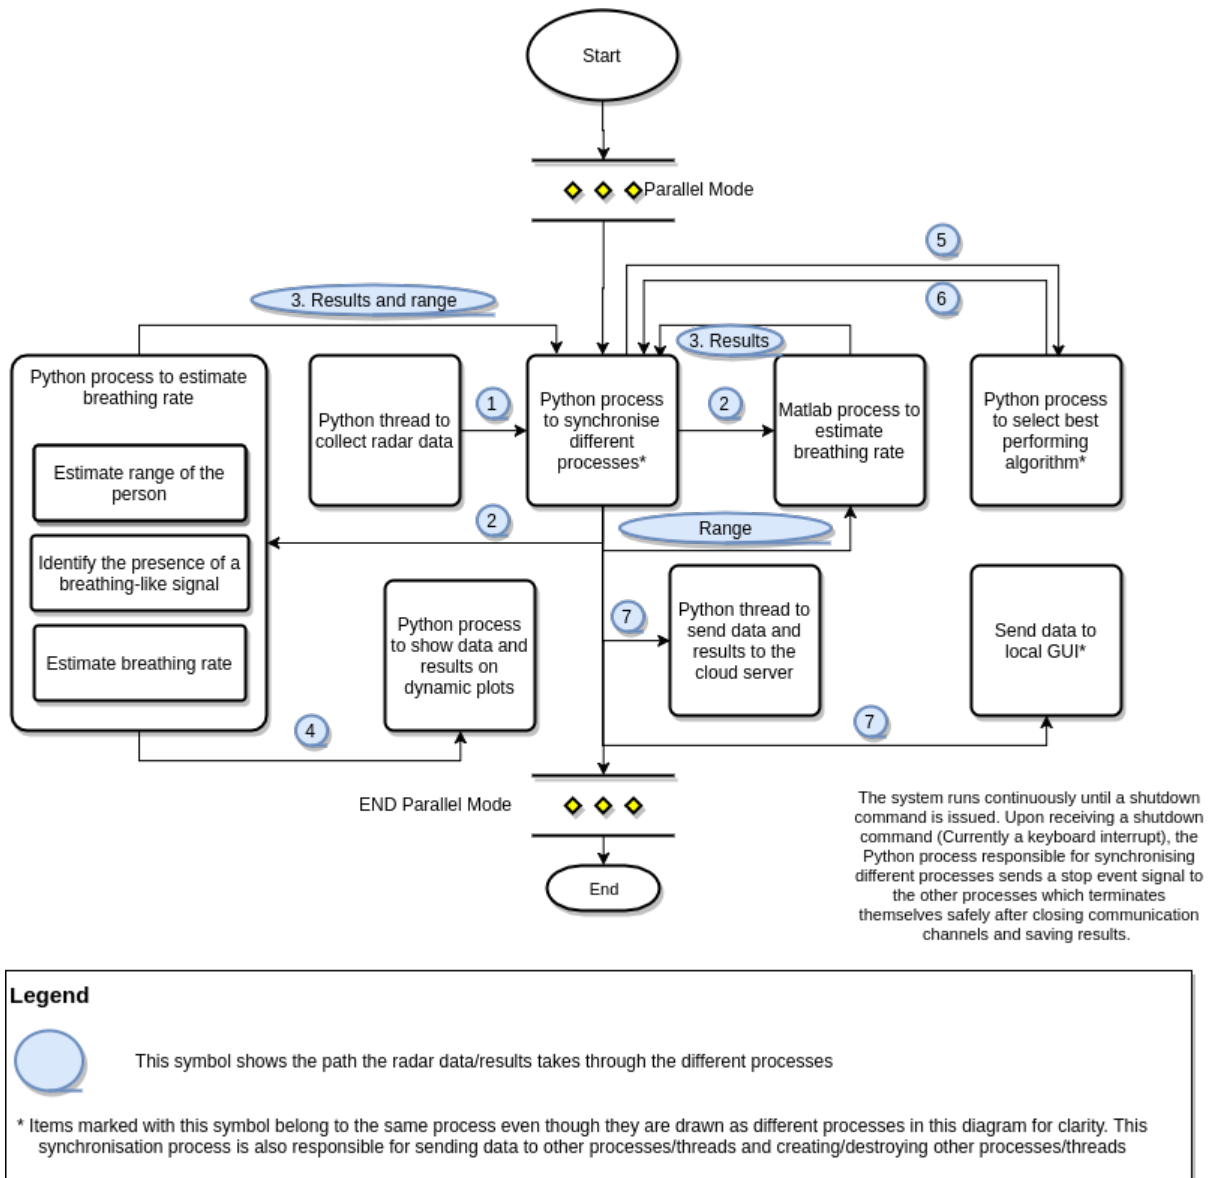 Start
Parallel Mode
5
6
3. Results and range
3. Results
Python process to estimate
breathing rate
Estimate range of the
person
Identify the presence of a
breathing-like signal
Estimate breathing rate
Python thread to
collect radar data
1
Python process
to synchronise
different
processes*
2
Matlab process to
estimate
breathing rate
Python process
to select best
performing
algorithm*
2
Range
Python process
to show data and
results on
dynamic plots
7
Python thread to
send data and
results to the
cloud server
Send data to
local GUI*
4
7
END Parallel Mode
End
The system runs continuously until a shutdown
command is issued. Upon receiving a shutdown
command (Currently a keyboard interrupt), the
Python process responsible for synchronising
different processes sends a stop event signal to
the other processes which terminates
themselves safely after closing communication
channels and saving results.
Legend
This symbol shows the path the radar data/results takes through the different processes
* Items marked with this symbol belong to the same process even though they are drawn as different processes in this diagram for clarity. This
synchronisation process is also responsible for sending data to other processes/threads and creating/destroying other processes/threads